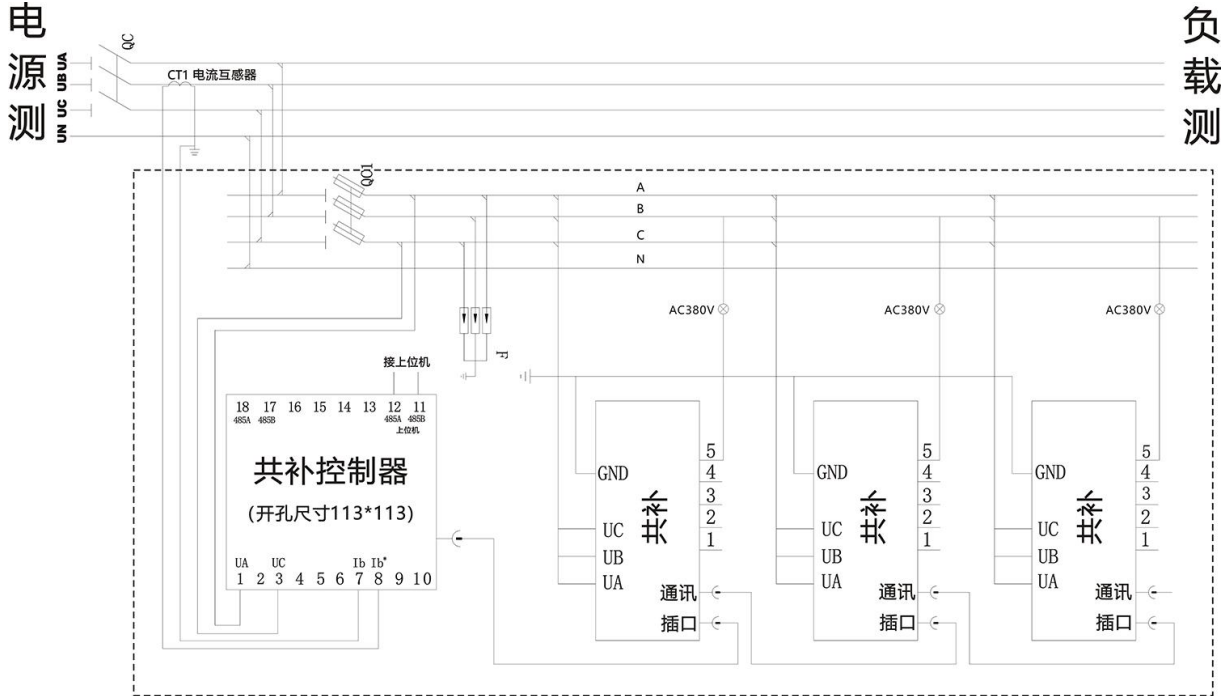 电源测
负载测
QC
UA
UB
UC
UN
CT1 电流互感器
QO1
A
B
C
N
AC380V
AC380V
AC380V
F
接上位机
18 17 16 15 14 13 12 11
485A 485B 485A 485B
上位机
共补控制器
(开孔尺寸113*113)
UA UC Ib Ib*
1 2 3 4 5 6 7 8 9 10
GND
UC
UB
UA
共补
5
4
3
2
1
通讯
插口
GND
UC
UB
UA
共补
5
4
3
2
1
通讯
插口
GND
UC
UB
UA
共补
5
4
3
2
1
通讯
插口